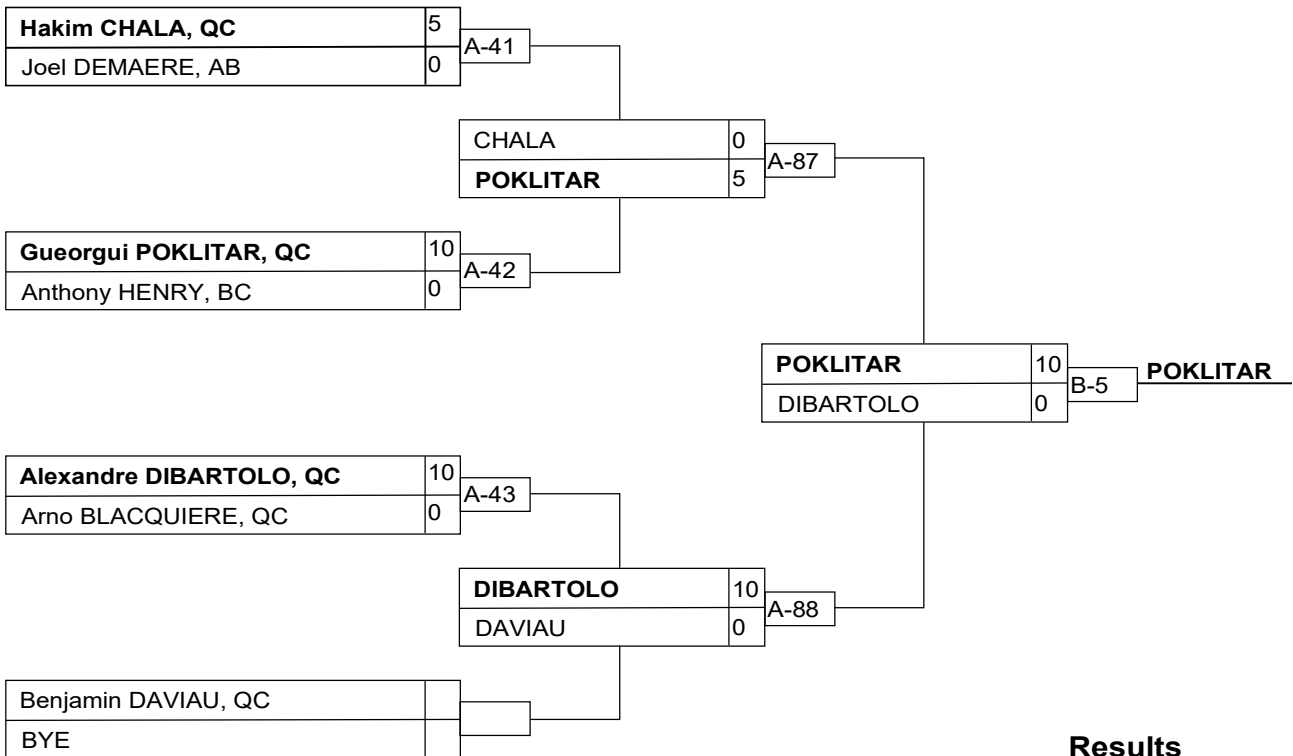 Hakim CHALA, QC 5
A-41
Joel DEMAERE, AB 0
CHALA 0
A-87
POKLITAR 5
Gueorgui POKLITAR, QC 10
A-42
Anthony HENRY, BC 0
POKLITAR 10
B-5
POKLITAR
DIBARTOLO 0
Alexandre DIBARTOLO, QC 10
A-43
Arno BLACQUIERE, QC 0
DIBARTOLO 10
A-88
DAVIAU 0
Benjamin DAVIAU, QC
BYE
Results